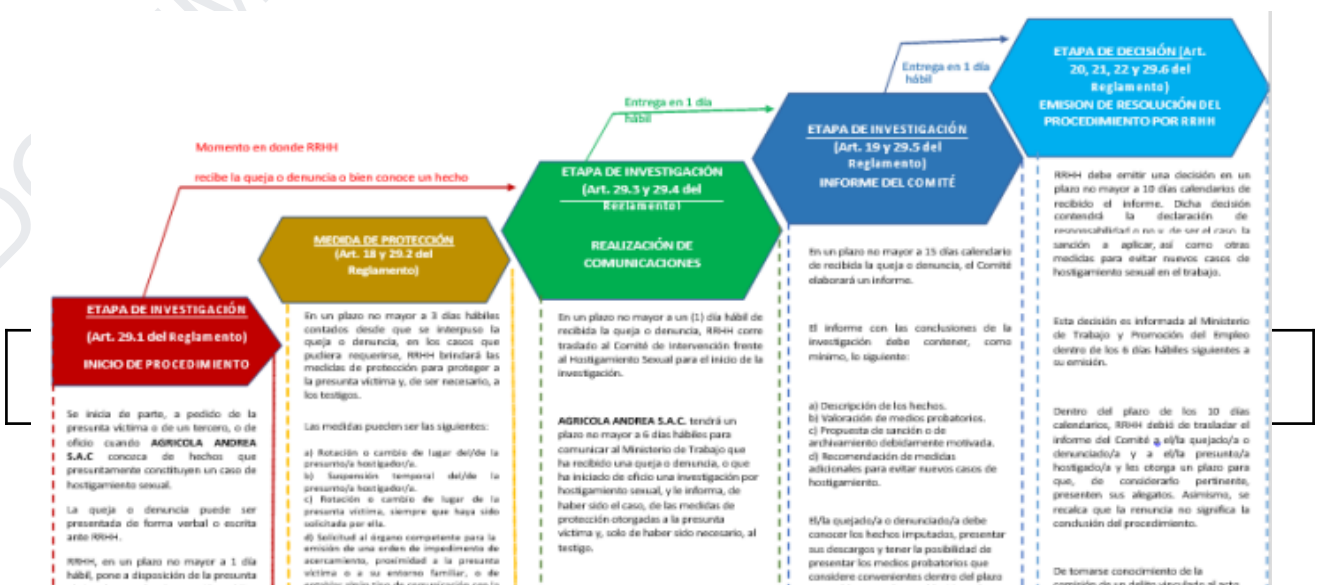 Momento en donde RRHH
recibe la queja o denuncia o bien conoce un hecho
Entrega en 1 día
hábil
Entrega en 1 día
hábil
ETAPA DE INVESTIGACIÓN
(Art. 29.1 del Reglamento)
INICIO DE PROCEDIMIENTO
Se inicia de parte, a pedido de la
presunta víctima o de un tercero, o de
oficio cuando AGRICOLA ANDREA
S.A.C conozca de hechos que
presuntamente constituyen un caso de
hostigamiento sexual.
La queja o denuncia puede ser
presentada de forma verbal o escrita
ante RRHH.
RRHH, en un plazo no mayor a 1 día
hábil, pone a disposición de la presunta
MEDIDA DE PROTECCIÓN
(Art. 18 y 29.2 del
Reglamento)
En un plazo no mayor a 3 días hábiles
contados desde que se interpuso la
queja o denuncia, en los casos que
pudiera requerirse, RRHH brindará las
medidas de protección para proteger a
la presunta víctima y, de ser necesario, a
los testigos.
Las medidas pueden ser las siguientes:
a) Rotación o cambio de lugar del/de la
presunto/a hostigador/a.
b) Suspensión temporal del/de la
presunto/a hostigador/a.
c) Rotación o cambio de lugar de la
presunta víctima, siempre que haya sido
solicitada por ella.
d) Solicitud al órgano competente para la
emisión de una orden de impedimento de
acercamiento, proximidad a la presunta
víctima o a su entorno familiar, o de
entablar algún tipo de comunicación con la
ETAPA DE INVESTIGACIÓN
(Art. 29.3 y 29.4 del
Reglamento)
REALIZACIÓN DE
COMUNICACIONES
En un plazo no mayor a un (1) día hábil de
recibida la queja o denuncia, RRHH corre
traslado al Comité de Intervención frente
al Hostigamiento Sexual para el inicio de la
investigación.
AGRICOLA ANDREA S.A.C. tendrá un
plazo no mayor a 6 días hábiles para
comunicar al Ministerio de Trabajo que
ha recibido una queja o denuncia, o que
ha iniciado de oficio una investigación por
hostigamiento sexual, y le informa, de
haber sido el caso, de las medidas de
protección otorgadas a la presunta
víctima y, solo de haber sido necesario, al
testigo.
ETAPA DE INVESTIGACIÓN
(Art. 19 y 29.5 del
Reglamento)
INFORME DEL COMITÉ
En un plazo no mayor a 15 días calendario
de recibida la queja o denuncia, el Comité
elaborará un informe.
El informe con las conclusiones de la
investigación debe contener, como
mínimo, lo siguiente:
a) Descripción de los hechos.
b) Valoración de medios probatorios.
c) Propuesta de sanción o de
archivamiento debidamente motivada.
d) Recomendación de medidas
adicionales para evitar nuevos casos de
hostigamiento.
El/la quejado/a o denunciado/a debe
conocer los hechos imputados, presentar
sus descargos y tener la posibilidad de
presentar los medios probatorios que
considere convenientes dentro del plazo
ETAPA DE DECISIÓN (Art.
20, 21, 22 y 29.6 del
Reglamento)
EMISION DE RESOLUCIÓN DEL
PROCEDIMIENTO POR RRHH
RRHH debe emitir una decisión en un
plazo no mayor a 10 días calendarios de
recibido el informe. Dicha decisión
contendrá la declaración de
responsabilidad o no y, de ser el caso, la
sanción a aplicar, así como otras
medidas para evitar nuevos casos de
hostigamiento sexual en el trabajo.
Esta decisión es informada al Ministerio
de Trabajo y Promoción del Empleo
dentro de los 6 días hábiles siguientes a
su emisión.
Dentro del plazo de los 10 días
calendarios, RRHH debió de trasladar el
informe del Comité a el/la quejado/a o
denunciado/a y a el/la presunto/a
hostigado/a y les otorga un plazo para
que, de considerarlo pertinente,
presenten sus alegatos. Asimismo, se
recalca que la renuncia no significa la
conclusión del procedimiento.
De tomarse conocimiento de la
comisión de un delito vinculado al acto